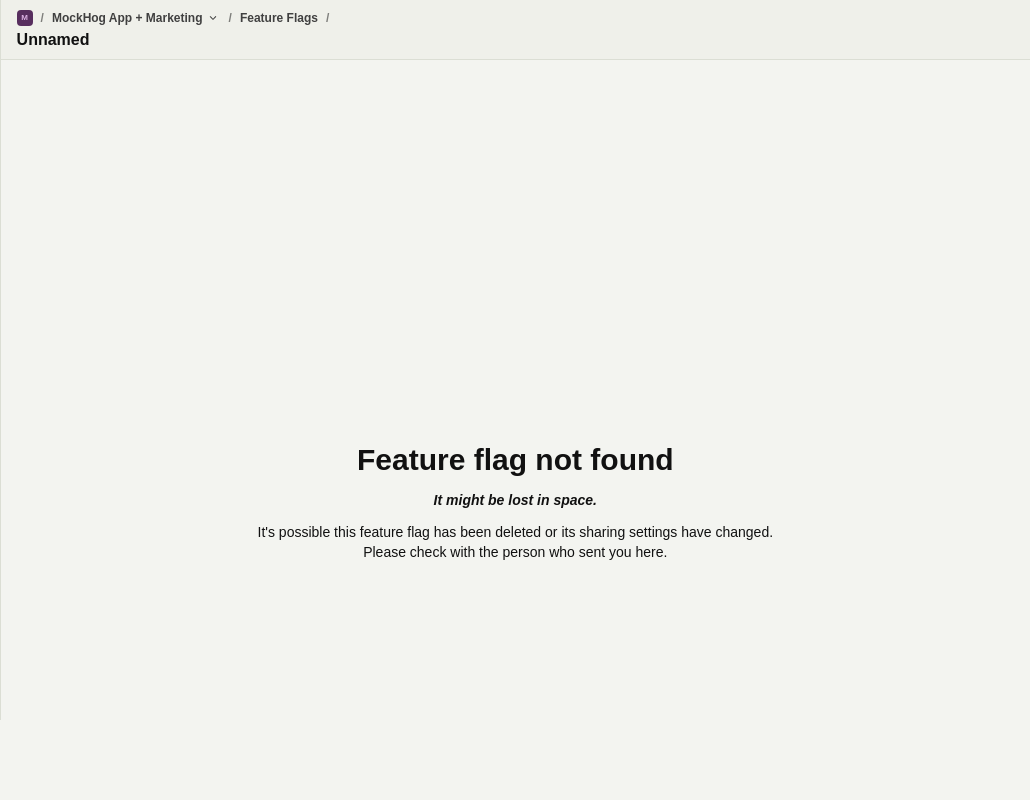 M / MockHog App + Marketing / Feature Flags /
Unnamed
Feature flag not found
It might be lost in space.
It's possible this feature flag has been deleted or its sharing settings have changed.
Please check with the person who sent you here.